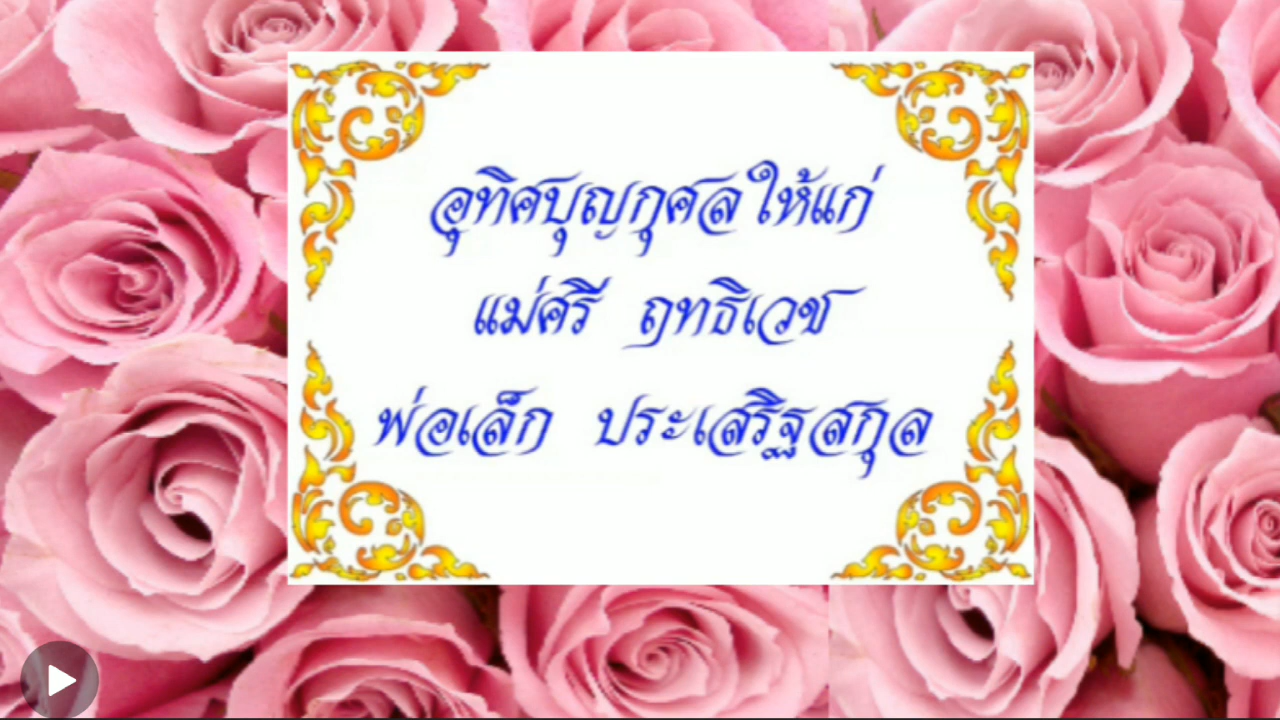 อุทิศบุญกุศลให้แก่
แม่ศรี ฤทธิเวช
พ่อเล็ก ประเสริฐสกุล